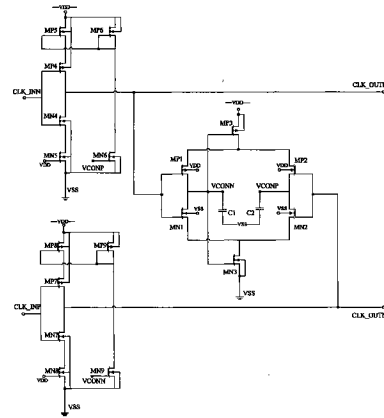 VDD
MP5
MP6
MP4
CLK_INN
MN4
MN5
VDD
MN6
VCONP
VSS
CLK_OUTP
VDD
MP3
MP1
VDD
MP2
VDD
VCONN
VCONP
VSS
C1
C2
VSS
VSS
MN1
MN2
MN3
VSS
VDD
MP8
MP9
MP7
CLK_INP
MN7
MN8
VDD
MN9
VCONN
VSS
CLK_OUTN